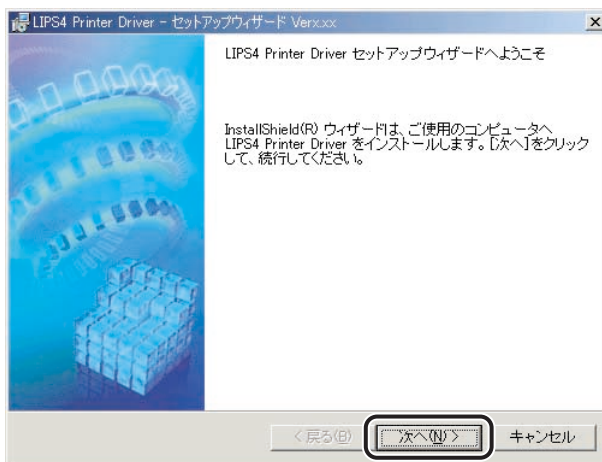 LIPS4 Printer Driver - セットアップウィザード Verx.xx
LIPS4 Printer Driver セットアップウィザードへようこそ
InstallShield(R) ウィザードは、ご使用のコンピュータへ
LIPS4 Printer Driver をインストールします。[次へ]をクリック
して、続行してください。
< 戻る(B)
次へ(N) >
キャンセル